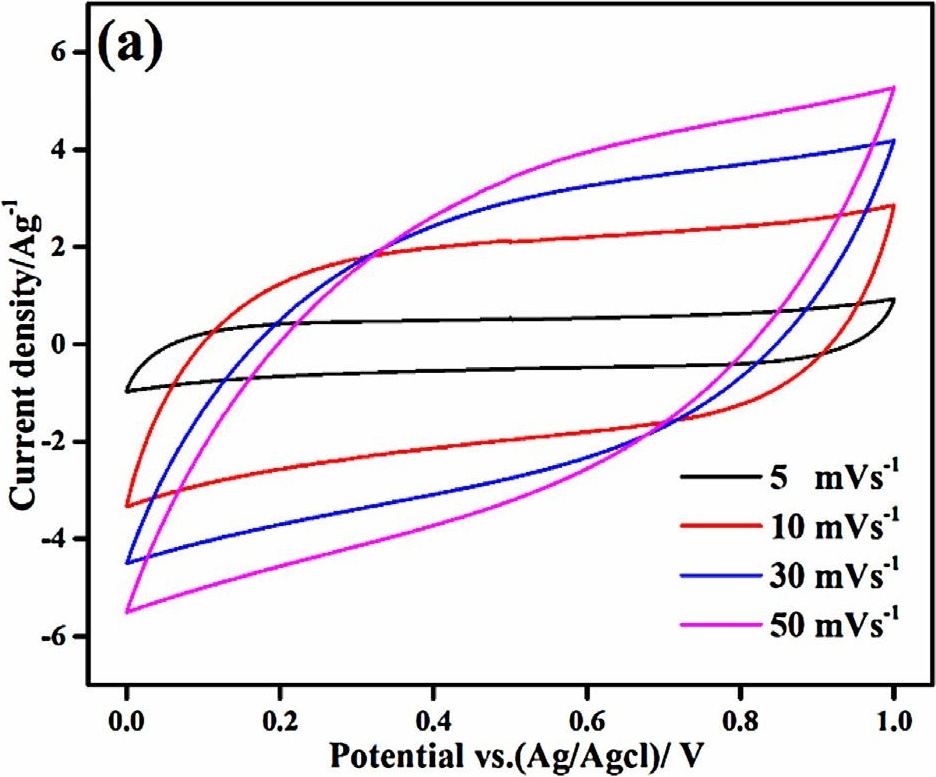 (a)
6
4
2
0
-2
-4
-6
Current density/Ag⁻¹
5 mVs⁻¹
10 mVs⁻¹
30 mVs⁻¹
50 mVs⁻¹
0.0 0.2 0.4 0.6 0.8 1.0
Potential vs.(Ag/Agcl)/ V